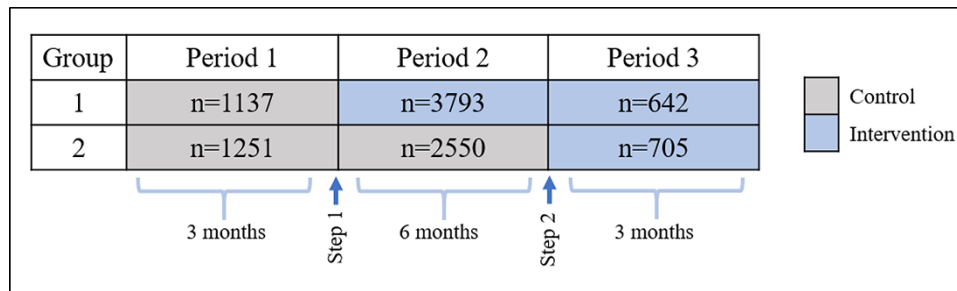 Group Period 1 Period 2 Period 3
1 n=1137 n=3793 n=642
2 n=1251 n=2550 n=705
Control
Intervention
3 months
Step 1
6 months
Step 2
3 months